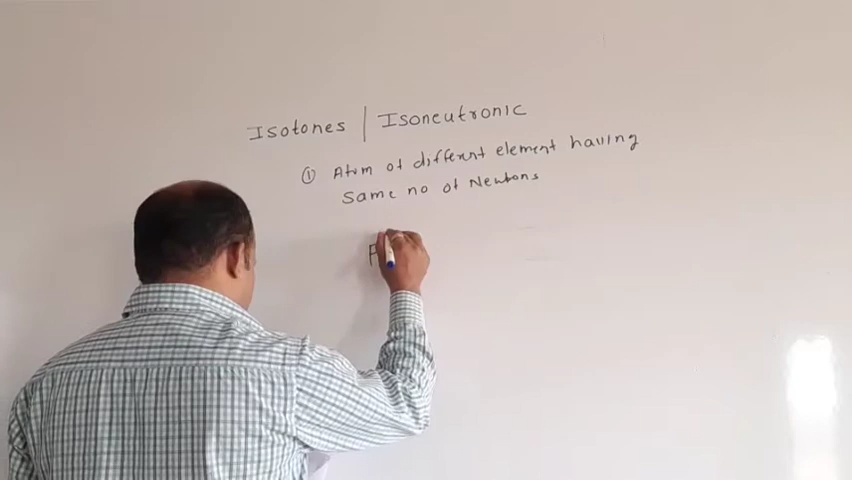 Isotones | Isoneutronic
① Atom of different element having
Same no of Newtons